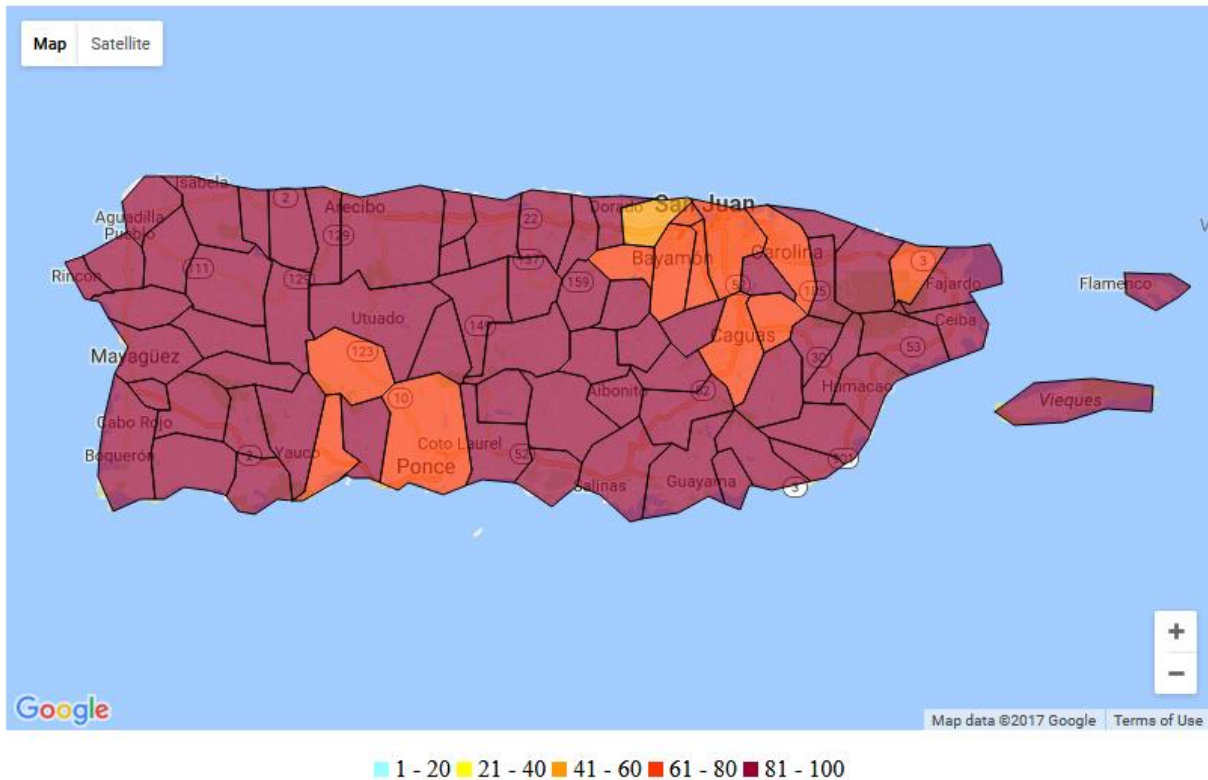 Map Satellite
Isabela
2
Arecibo
Dorado
San Juan
Aguadilla
Pueblo
129
22
Bayamón
Carolina
3
Rincón
111
129
137
159
52
185
Fajardo
Flamenco
Utuado
149
Caguas
Ceiba
Mayagüez
123
30
53
Humacao
10
Aibonito
52
Vieques
Cabo Rojo
Coto Laurel
Boquerón
2
Yauco
Ponce
52
901
Salinas
Guayama
3
+
−
Google
Map data ©2017 Google Terms of Use
1 - 20 21 - 40 41 - 60 61 - 80 81 - 100